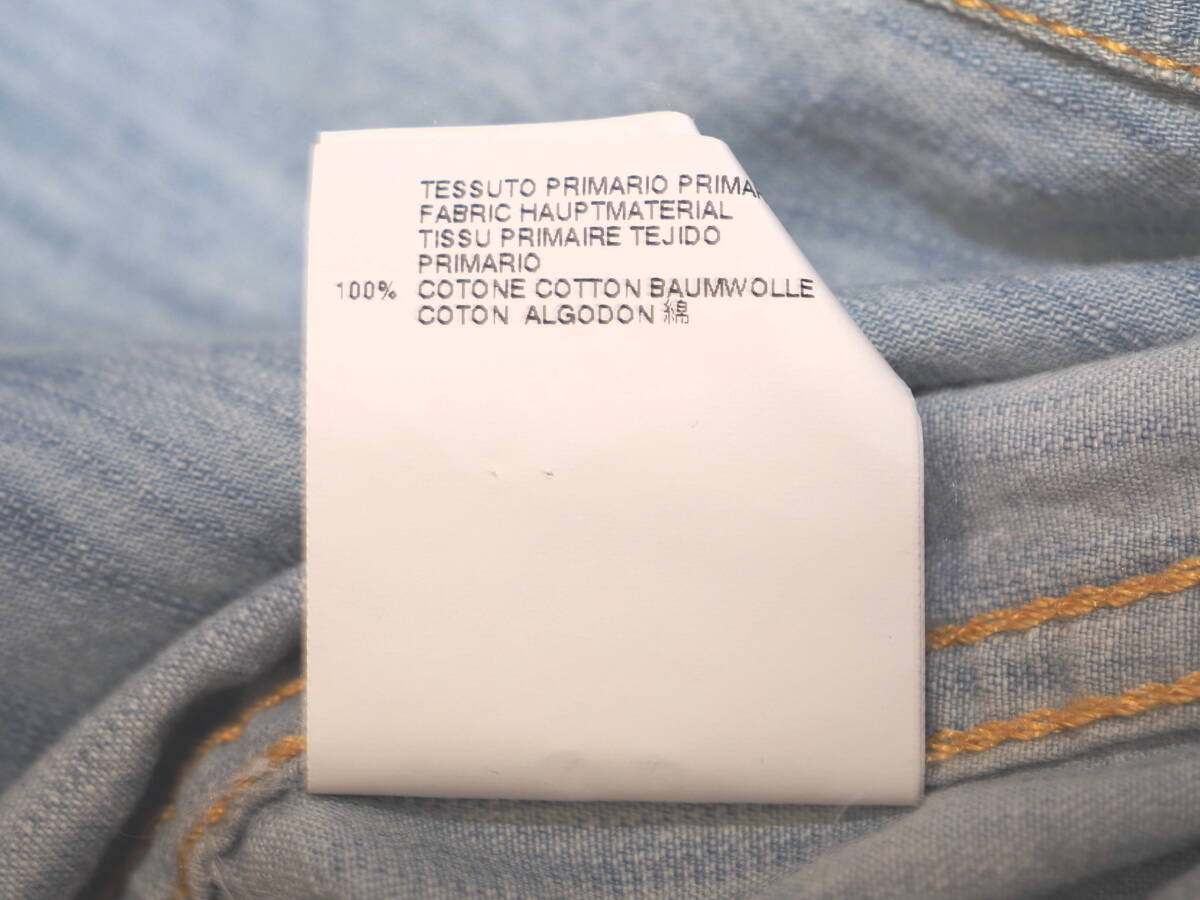 TESSUTO PRIMARIO
FABRIC HAUPTMATERIAL
TISSU PRIMAIRE TEJIDO
PRIMARIO
100% COTONE COTTON BAUMWOLLE
COTON ALGODON 綿